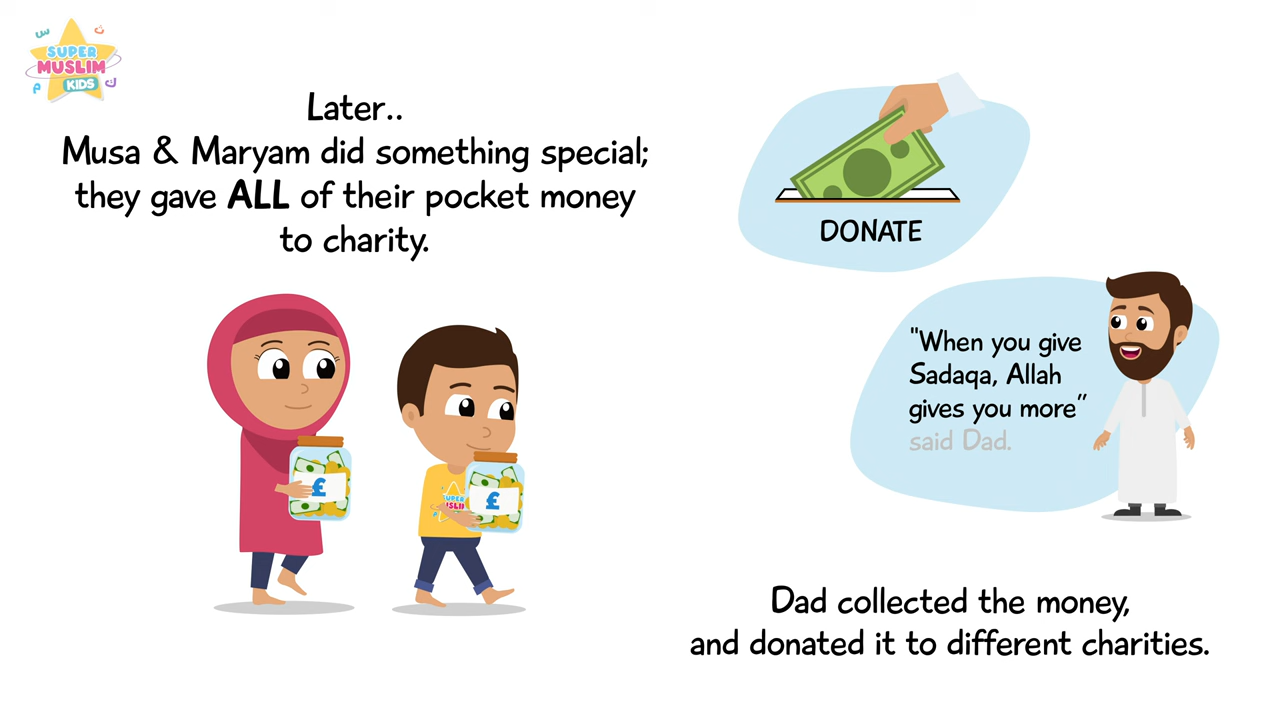 SUPER
MUSLIM
KIDS
Later..
Musa & Maryam did something special;
they gave ALL of their pocket money
to charity.
£
£
DONATE
"When you give
Sadaqa, Allah
gives you more”
said Dad.
Dad collected the money,
and donated it to different charities.